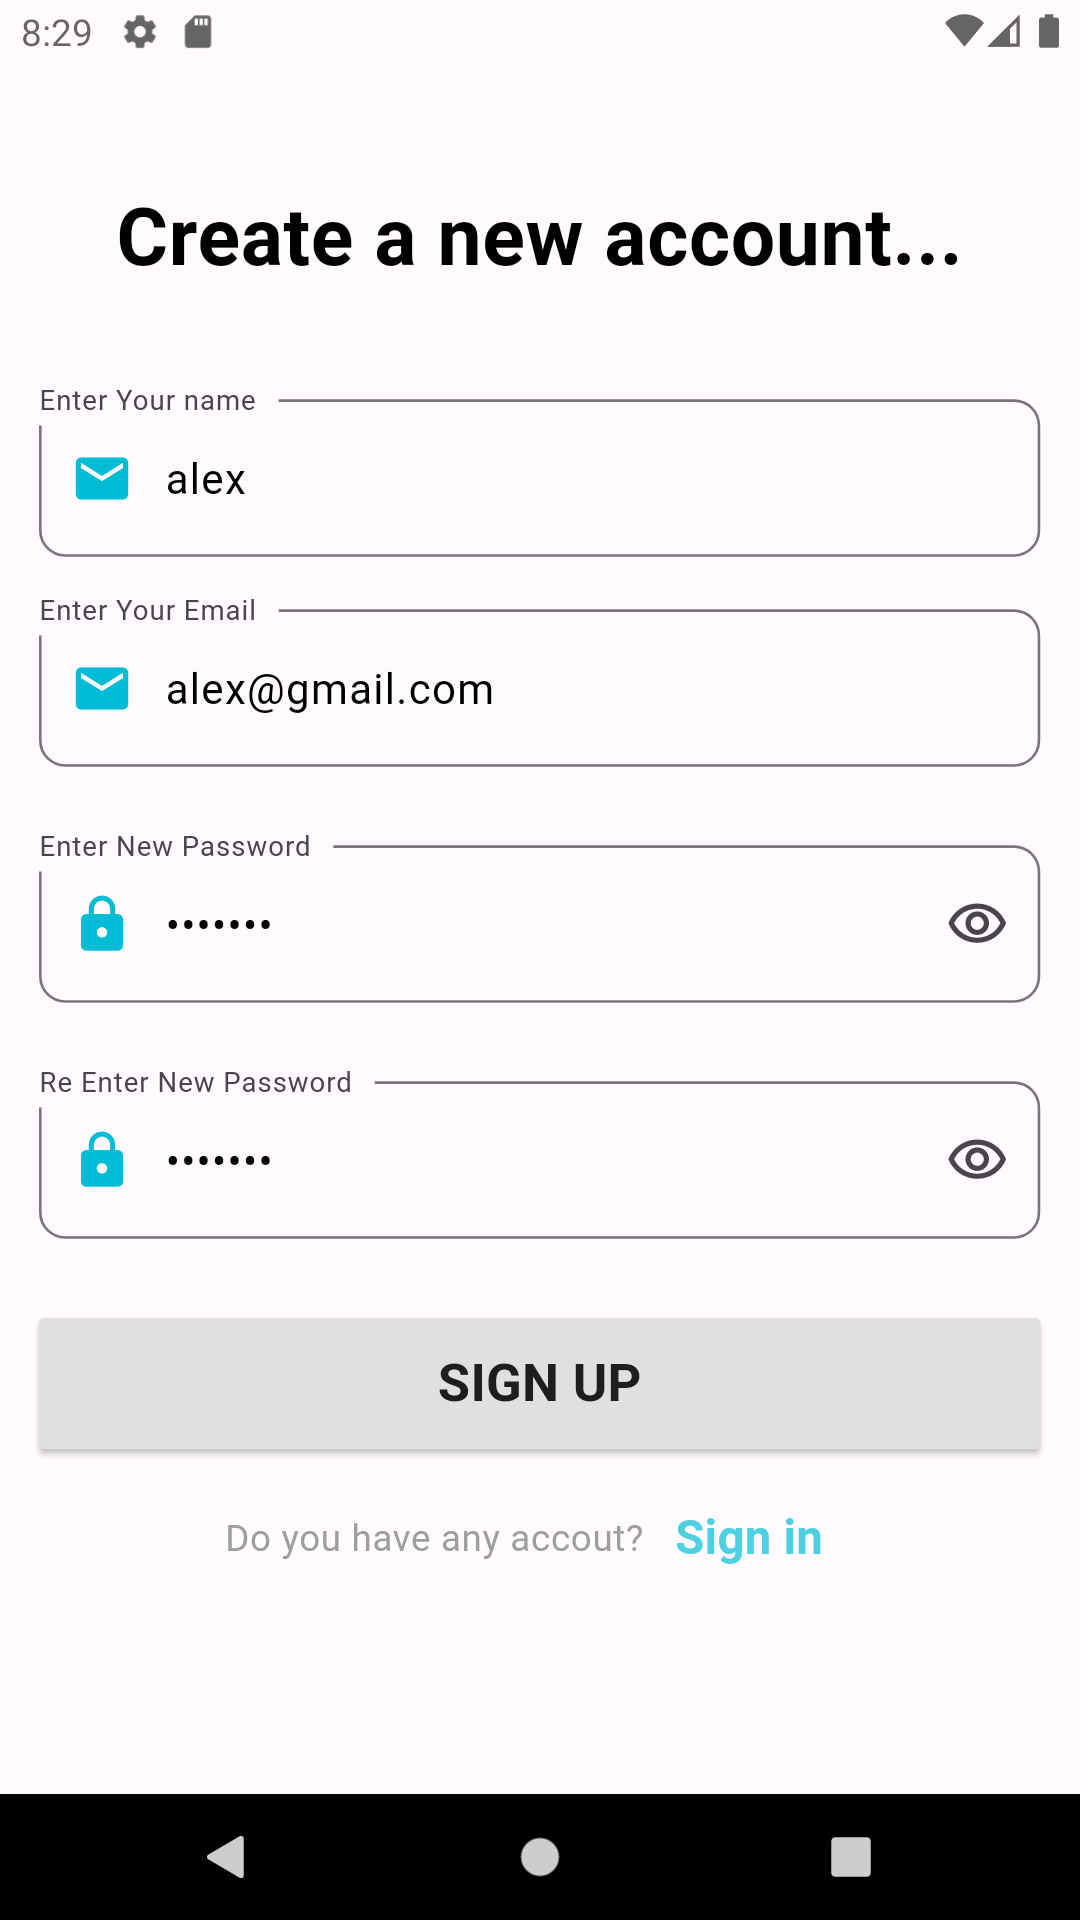 8:29
Create a new account...
Enter Your name
alex
Enter Your Email
alex@gmail.com
Enter New Password
•••••••
Re Enter New Password
•••••••
SIGN UP
Do you have any accout? Sign in